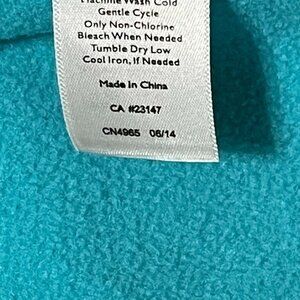 Machine Wash Cold
Gentle Cycle
Only Non-Chlorine
Bleach When Needed
Tumble Dry Low
Cool Iron, If Needed
Made in China
CA #23147
CN4965 06/14